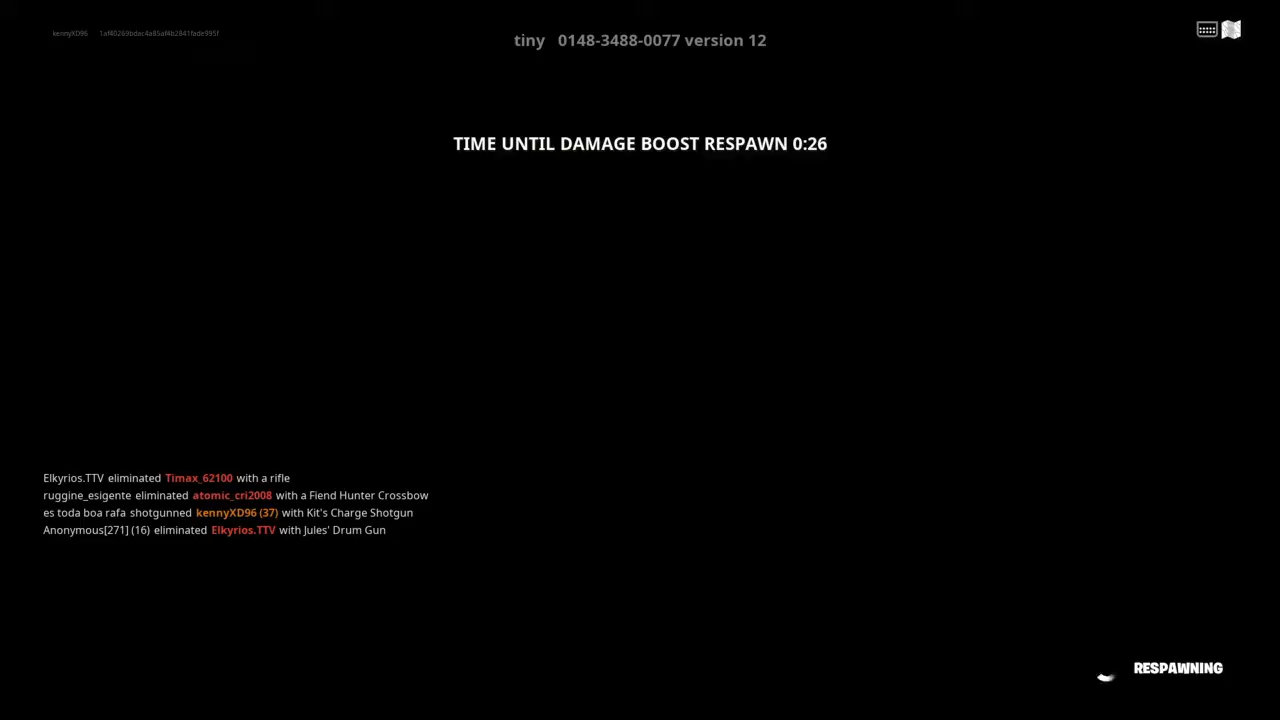 kennyXD96
tiny 0148-3488-0077 version 12
TIME UNTIL DAMAGE BOOST RESPAWN 0:26
Elkyrios.TTV eliminated Timax_62100 with a rifle
ruggine_esigente eliminated atomic_cri2008 with a Fiend Hunter Crossbow
es toda boa rafa shotgunned kennyXD96 (37) with Kit's Charge Shotgun
Anonymous[271] (16) eliminated Elkyrios.TTV with Jules' Drum Gun
RESPAWNING